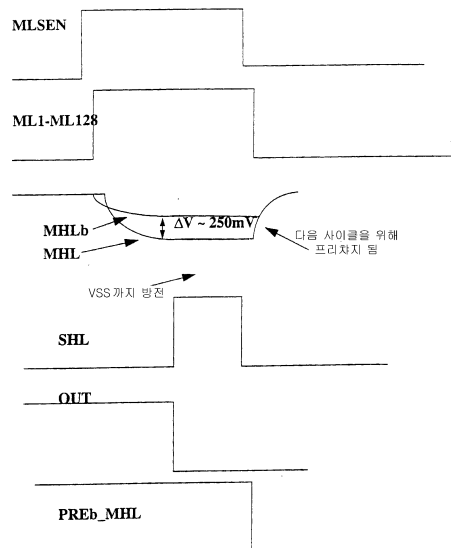 MLSEN
ML1-ML128
MHLb
ΔV ~ 250mV
MHL
다음 사이클을 위해
프리챠지 됨
VSS까지 방전
SHL
OUT
PREb_MHL